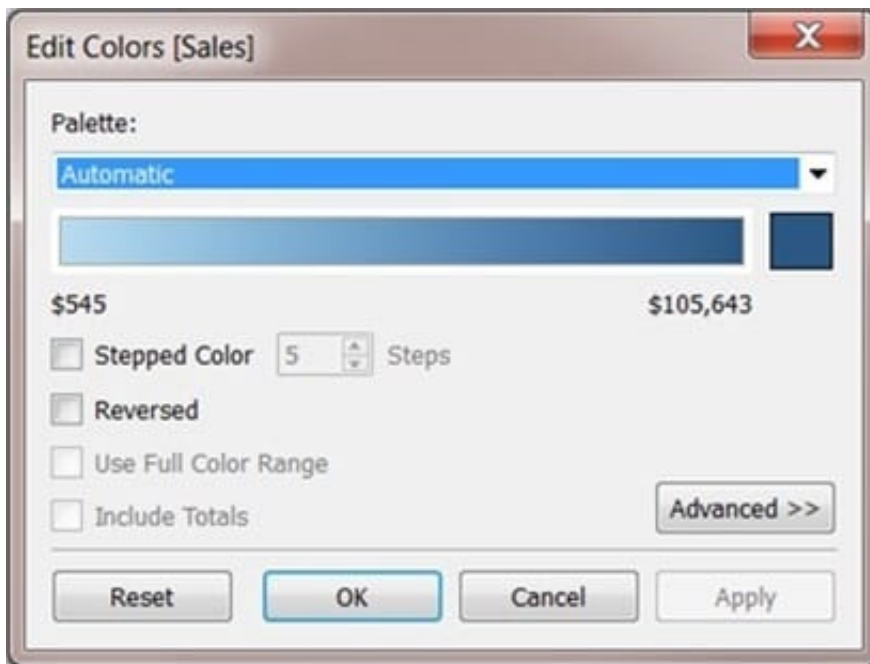 Edit Colors [Sales]
Palette:
Automatic
$545 $105,643
Stepped Color 5 Steps
Reversed
Use Full Color Range
Include Totals
Advanced >>
Reset OK Cancel Apply